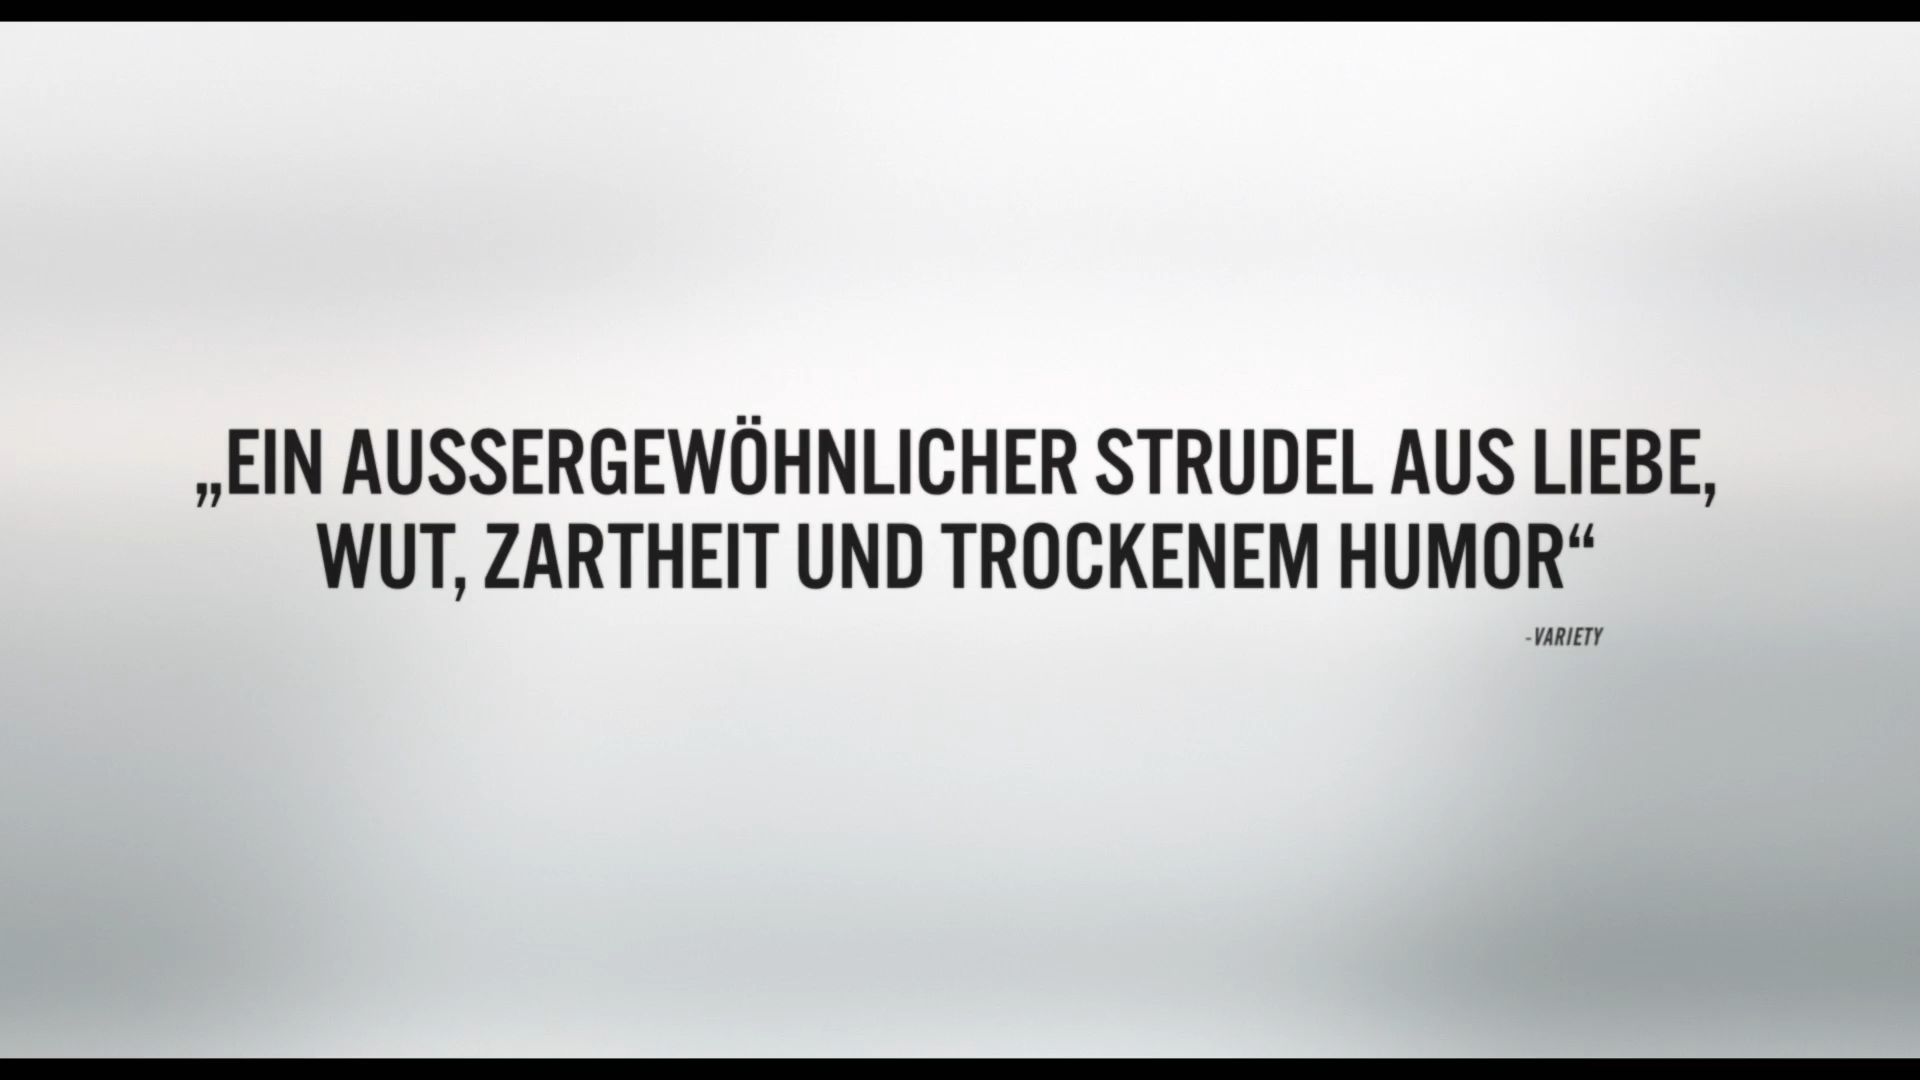 „EIN AUSSERGEWÖHNLICHER STRUDEL AUS LIEBE,
WUT, ZARTHEIT UND TROCKENEM HUMOR“
-VARIETY